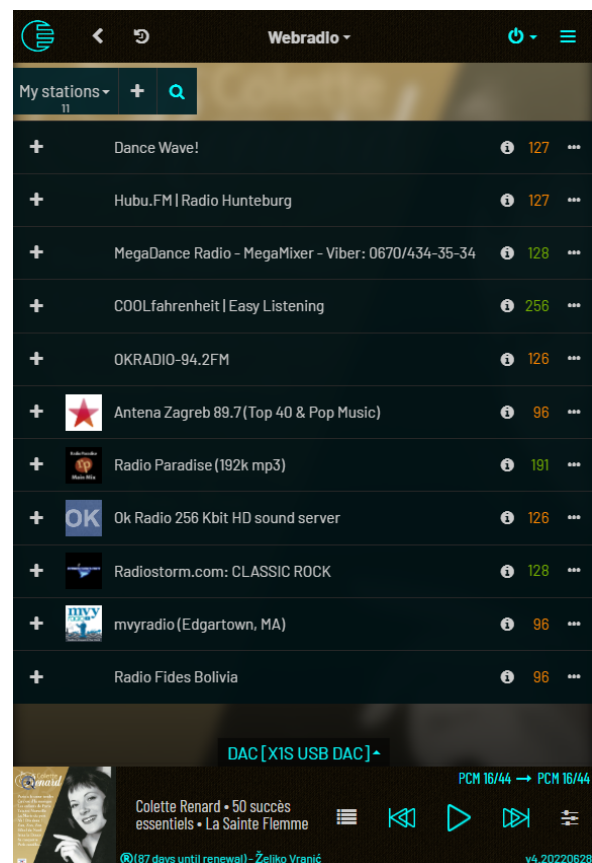 Webradio
My stations
11
Dance Wave! 127
Hubu.FM | Radio Hunteburg 127
MegaDance Radio - MegaMixer - Viber: 0670/434-35-34 128
COOLfahrenheit | Easy Listening 256
OKRADIO-94.2FM 126
Antena Zagreb 89.7 (Top 40 & Pop Music) 96
Radio Paradise (192k mp3) 191
OK Ok Radio 256 Kbit HD sound server 126
Radiostorm.com: CLASSIC ROCK 128
mvy mvyradio (Edgartown, MA) 96
Radio Fides Bolivia 96
DAC [X1S USB DAC]
PCM 16/44 → PCM 16/44
Colette Renard • 50 succès
essentiels • La Sainte Flemme
®(87 days until renewal) - Željko Vranić v4.20220628